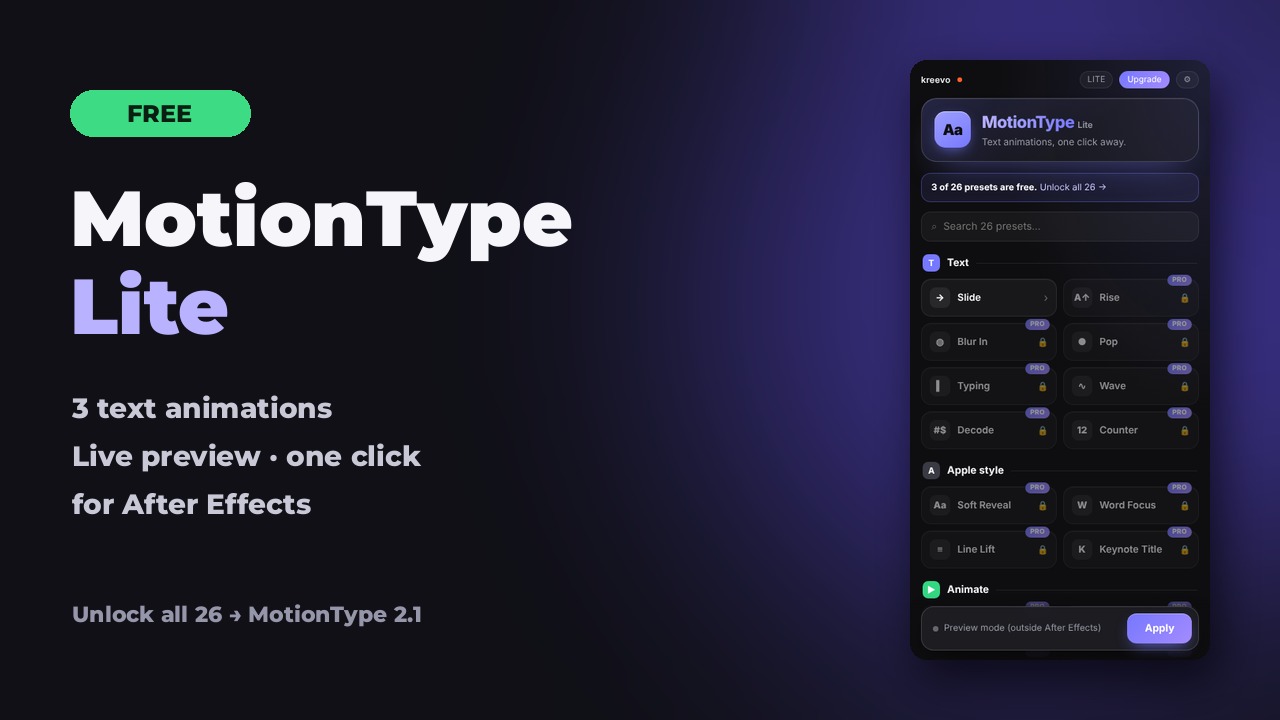 FREE
MotionType
Lite
3 text animations
Live preview · one click
for After Effects
Unlock all 26 → MotionType 2.1
kreevo
LITE
Upgrade
Aa
MotionType Lite
Text animations, one click away.
3 of 26 presets are free. Unlock all 26 →
Search 26 presets...
T Text
→ Slide ›
PRO
A↑ Rise
PRO
Blur In
PRO
Pop
PRO
Typing
PRO
∿ Wave
PRO
#$ Decode
PRO
12 Counter
A Apple style
PRO
Aa Soft Reveal
PRO
W Word Focus
PRO
≡ Line Lift
PRO
K Keynote Title
Animate
PRO
PRO
Preview mode (outside After Effects)
Apply